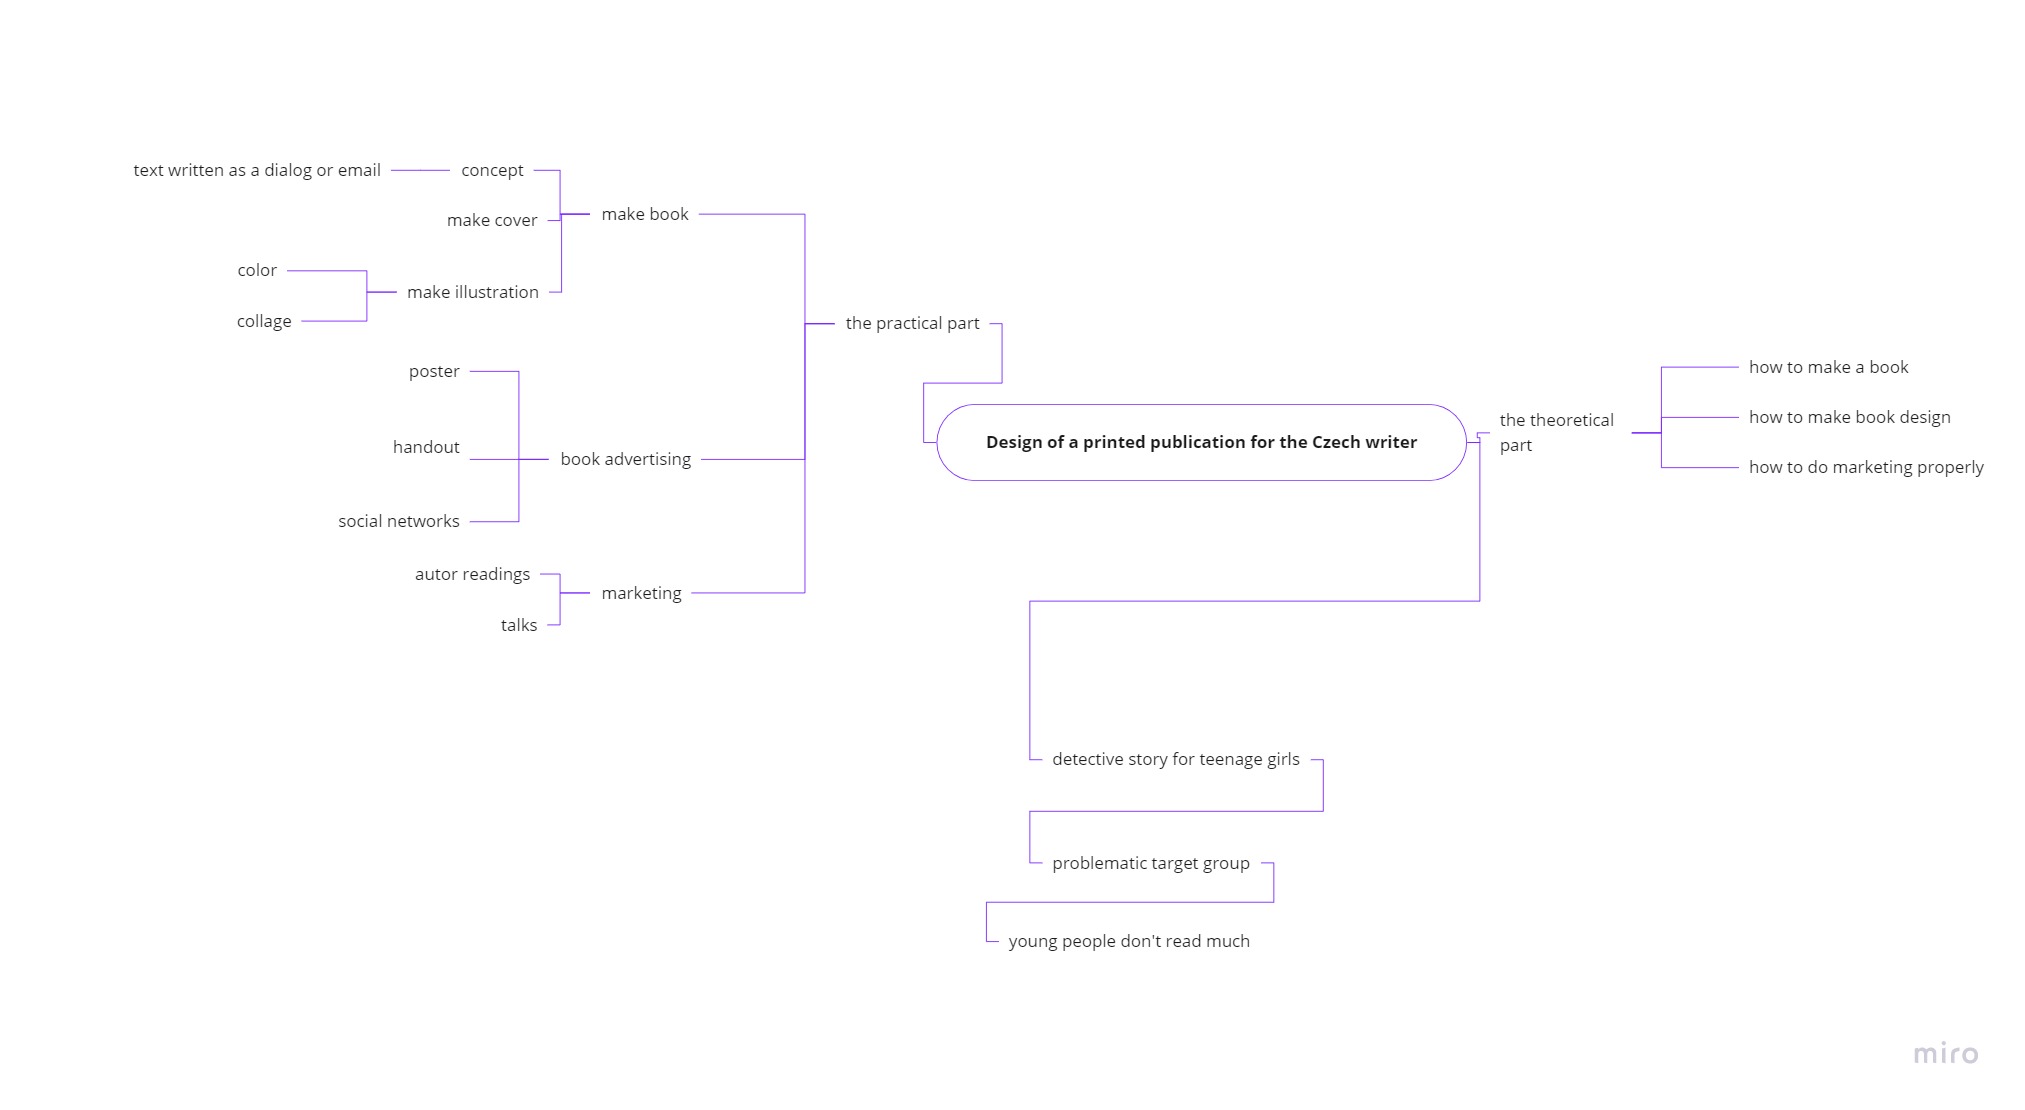 text written as a dialog or email
concept
make cover
make book
color
make illustration
collage
the practical part
poster
handout
book advertising
social networks
autor readings
marketing
talks
Design of a printed publication for the Czech writer
the theoretical
part
how to make a book
how to make book design
how to do marketing properly
detective story for teenage girls
problematic target group
young people don't read much
miro